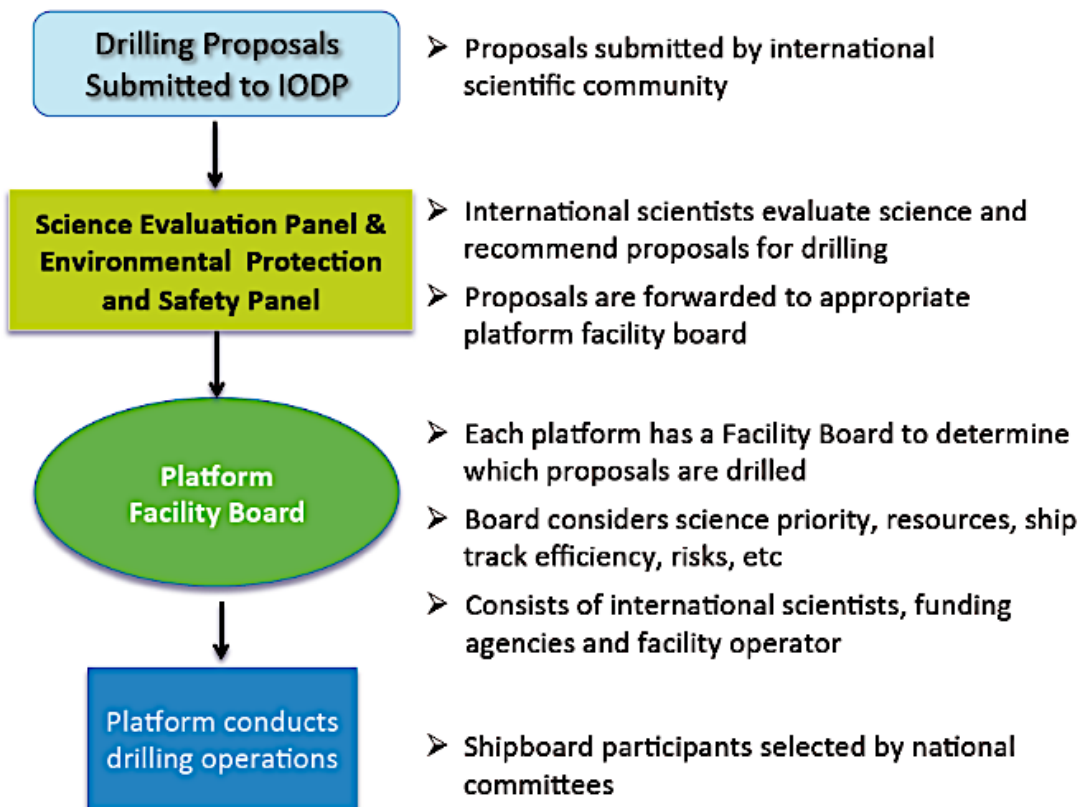 Drilling Proposals
Submitted to IODP
➢ Proposals submitted by international
scientific community
Science Evaluation Panel &
Environmental Protection
and Safety Panel
➢ International scientists evaluate science and
recommend proposals for drilling
➢ Proposals are forwarded to appropriate
platform facility board
Platform
Facility Board
➢ Each platform has a Facility Board to determine
which proposals are drilled
➢ Board considers science priority, resources, ship
track efficiency, risks, etc
➢ Consists of international scientists, funding
agencies and facility operator
Platform conducts
drilling operations
➢ Shipboard participants selected by national
committees